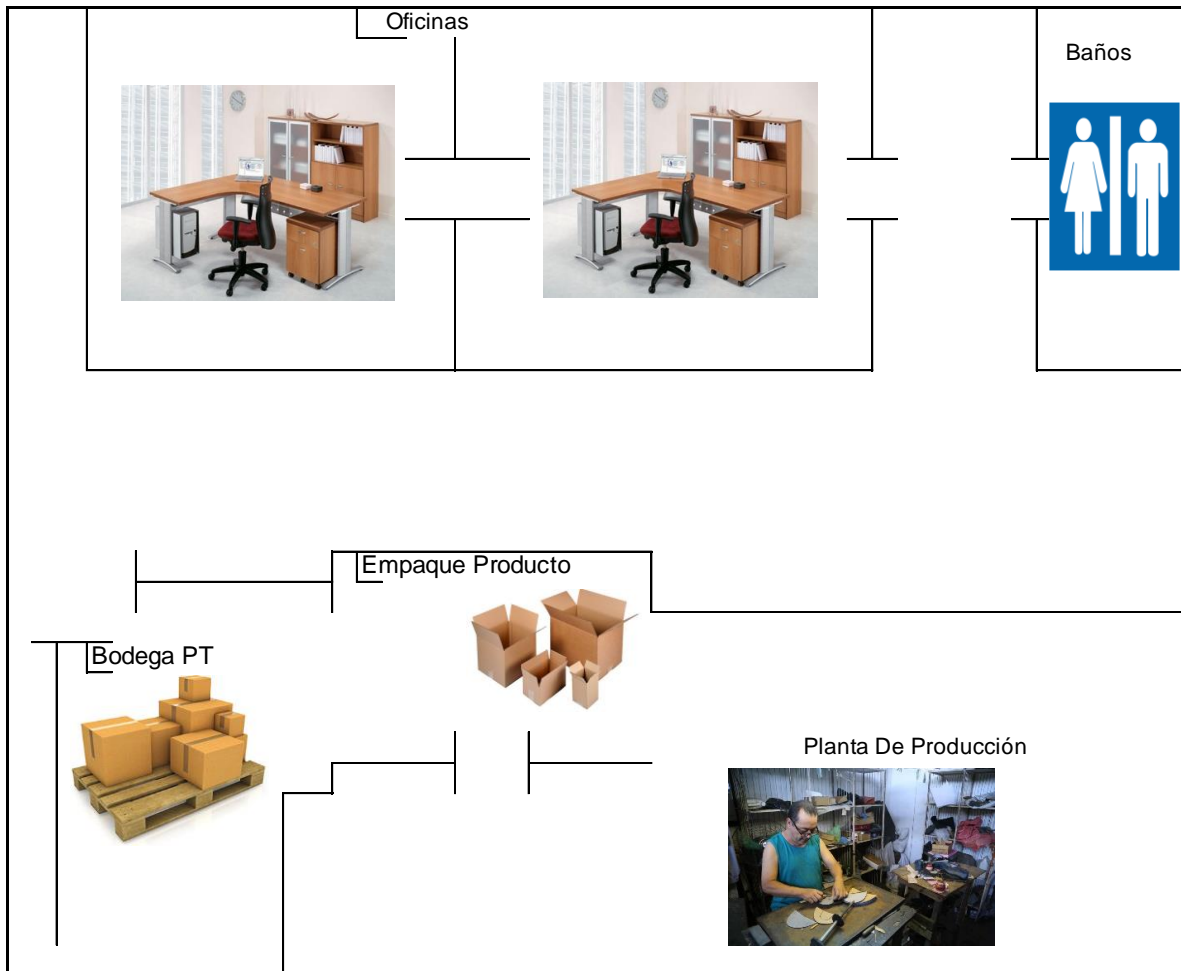 Oficinas
Baños
Empaque Producto
Bodega PT
Planta De Producción